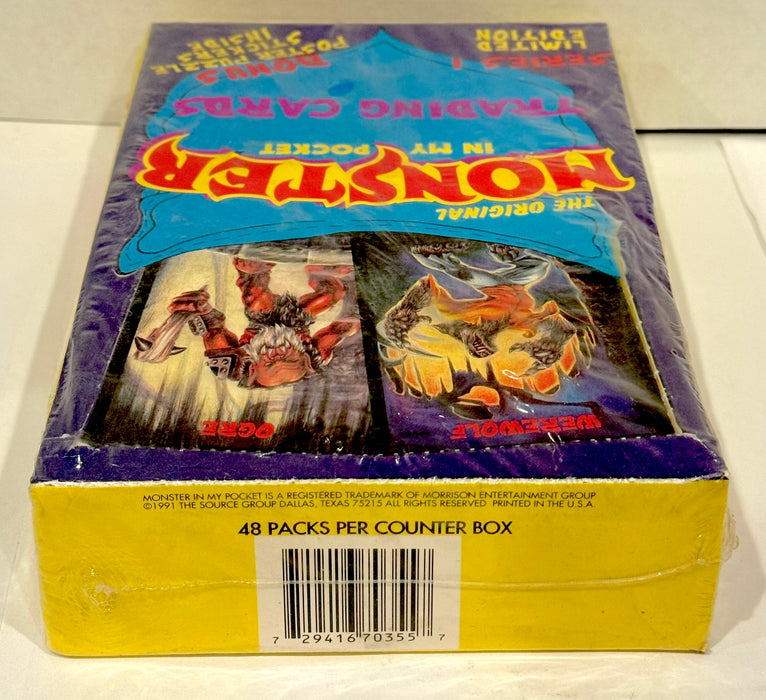 SERIES 1
LIMITED EDITION
BONUS
POSTER PUZZLE
STICKERS
INSIDE
TRADING CARDS
THE ORIGINAL
MONSTER
IN MY POCKET
WEREWOLF
OGRE
MONSTER IN MY POCKET IS A REGISTERED TRADEMARK OF MORRISON ENTERTAINMENT GROUP
©1991 THE SOURCE GROUP DALLAS, TEXAS 75215 ALL RIGHTS RESERVED PRINTED IN THE U.S.A.
48 PACKS PER COUNTER BOX
7 29416 70355 7